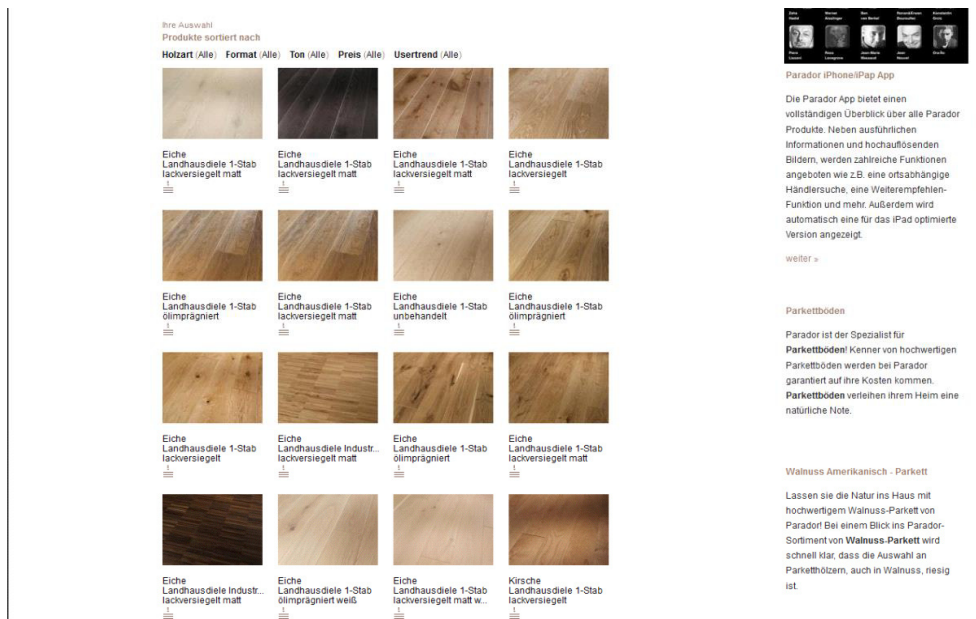 Ihre Auswahl
Produkte sortiert nach
Holzart (Alle) Format (Alle) Ton (Alle) Preis (Alle) Usertrend (Alle)
Eiche
Landhausdiele 1-Stab
lackversiegelt matt
Eiche
Landhausdiele 1-Stab
lackversiegelt matt
Eiche
Landhausdiele 1-Stab
lackversiegelt matt
Eiche
Landhausdiele 1-Stab
lackversiegelt
Eiche
Landhausdiele 1-Stab
ölimprägniert
Eiche
Landhausdiele 1-Stab
lackversiegelt matt
Eiche
Landhausdiele 1-Stab
unbehandelt
Eiche
Landhausdiele 1-Stab
ölimprägniert
Eiche
Landhausdiele 1-Stab
lackversiegelt
Eiche
Landhausdiele Industr...
lackversiegelt matt
Eiche
Landhausdiele 1-Stab
ölimprägniert
Eiche
Landhausdiele 1-Stab
lackversiegelt matt
Eiche
Landhausdiele Industr...
lackversiegelt matt
Eiche
Landhausdiele 1-Stab
ölimprägniert weiß
Eiche
Landhausdiele 1-Stab
lackversiegelt matt w...
Kirsche
Landhausdiele 1-Stab
lackversiegelt
Parador iPhone/iPap App
Die Parador App bietet einen
vollständigen Überblick über alle Parador
Produkte. Neben ausführlichen
Informationen und hochauflösenden
Bildern, werden zahlreiche Funktionen
angeboten wie z.B. eine ortsabhängige
Händlersuche, eine Weiterempfehlen-
Funktion und mehr. Außerdem wird
automatisch eine für das iPad optimierte
Version angezeigt.
weiter »
Parkettböden
Parador ist der Spezialist für
Parkettböden! Kenner von hochwertigen
Parkettböden werden bei Parador
garantiert auf ihre Kosten kommen.
Parkettböden verleihen ihrem Heim eine
natürliche Note.
Walnuss Amerikanisch - Parkett
Lassen sie die Natur ins Haus mit
hochwertigem Walnuss-Parkett von
Parador! Bei einem Blick ins Parador-
Sortiment von Walnuss-Parkett wird
schnell klar, dass die Auswahl an
Parketthölzern, auch in Walnuss, riesig
ist.